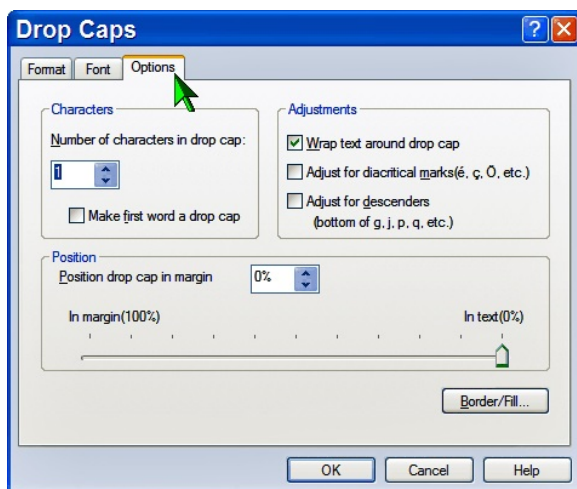 Drop Caps
Format Font Options
Characters
Number of characters in drop cap:
1
Make first word a drop cap
Adjustments
Wrap text around drop cap
Adjust for diacritical marks(é, ç, Ö, etc.)
Adjust for descenders
(bottom of g, j, p, q, etc.)
Position
Position drop cap in margin 0%
In margin(100%) In text(0%)
Border/Fill...
OK Cancel Help